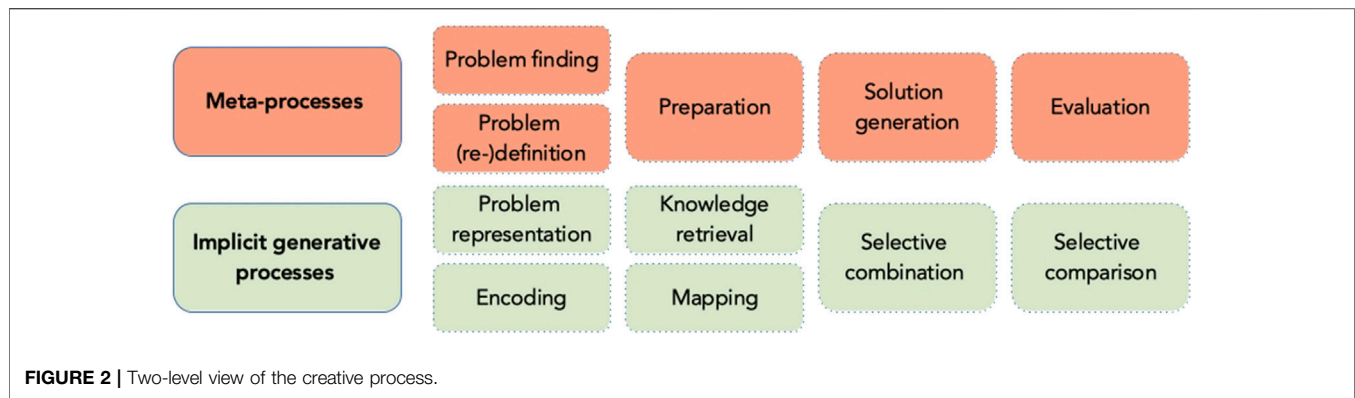 Meta-processes
Problem finding
Problem
(re-)definition
Preparation
Solution
generation
Evaluation
Implicit generative
processes
Problem
representation
Encoding
Knowledge
retrieval
Mapping
Selective
combination
Selective
comparison
FIGURE 2 | Two-level view of the creative process.